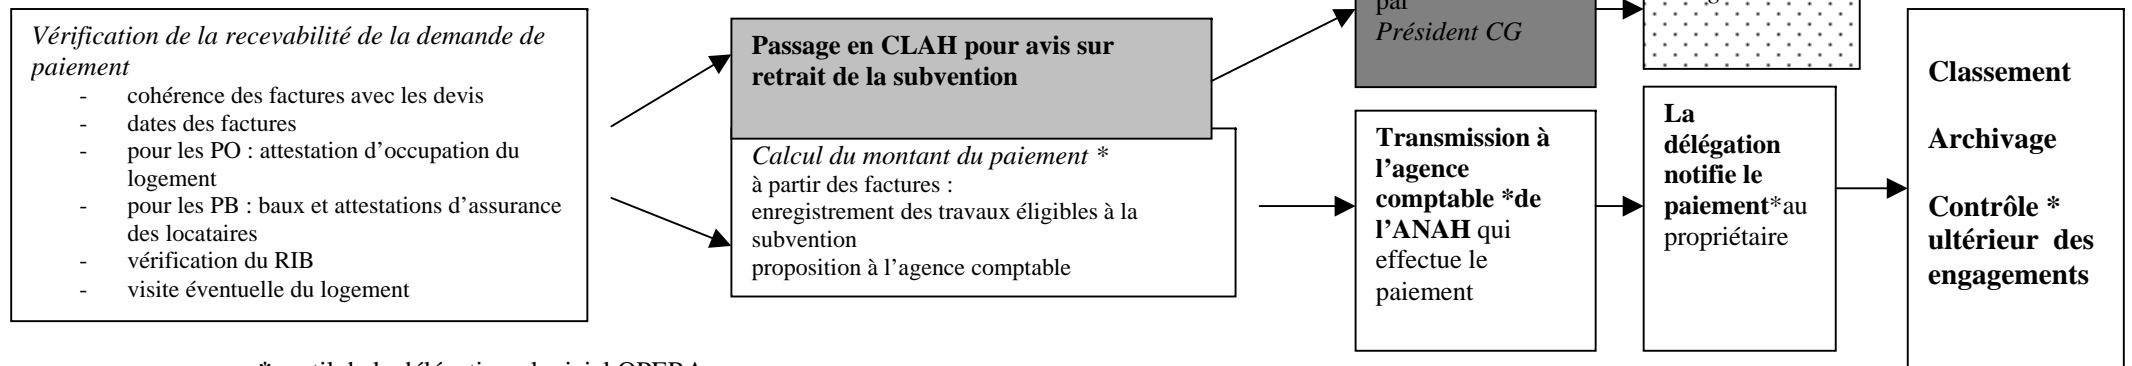 Vérification de la recevabilité de la demande de
paiement
- cohérence des factures avec les devis
- dates des factures
- pour les PO : attestation d’occupation du
logement
- pour les PB : baux et attestations d’assurance
des locataires
- vérification du RIB
- visite éventuelle du logement
Passage en CLAH pour avis sur
retrait de la subvention
Calcul du montant du paiement *
à partir des factures :
enregistrement des travaux éligibles à la
subvention
proposition à l’agence comptable
par
Président CG
Transmission à
l’agence
comptable *de
l’ANAH qui
effectue le
paiement
La
délégation
notifie le
paiement*au
propriétaire
Classement
Archivage
Contrôle *
ultérieur des
engagements